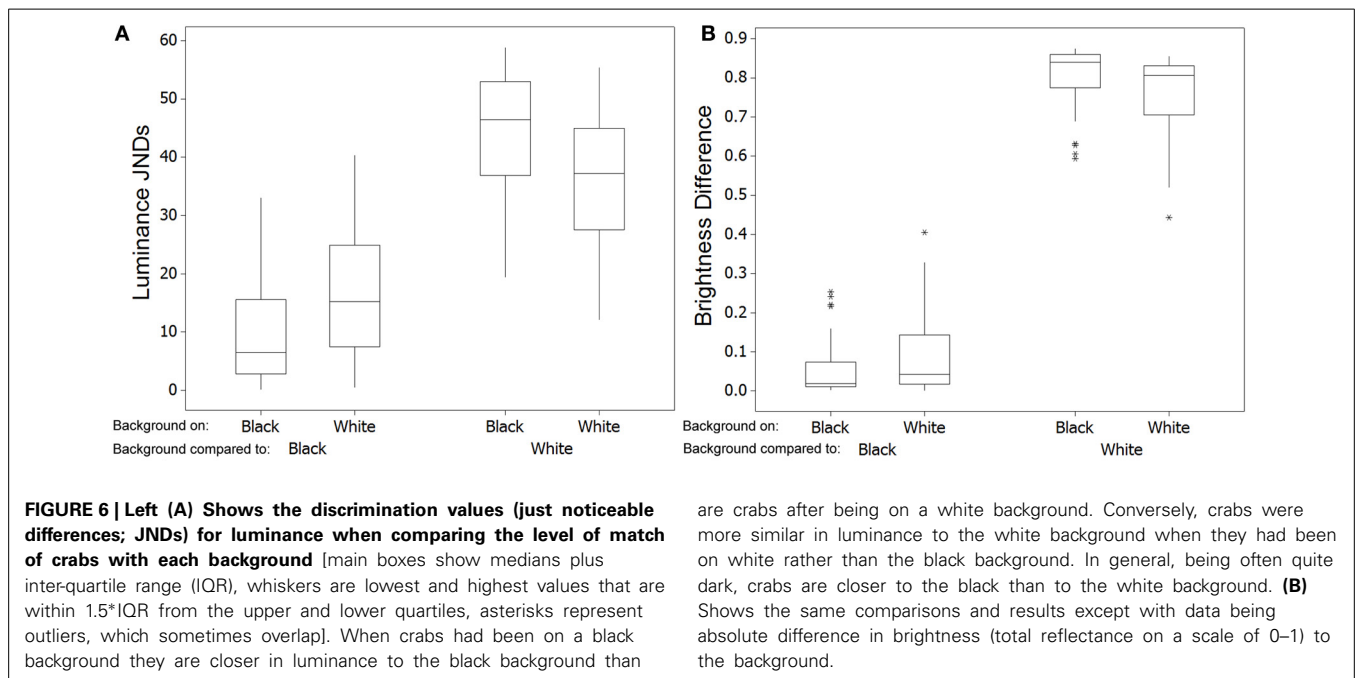 A
60
50
40
30
20
10
0
Luminance JNDs
Background on: Black White Black White
Background compared to: Black White
B
0.9
0.8
0.7
0.6
0.5
0.4
0.3
0.2
0.1
0.0
Brightness Difference
Background on: Black White Black White
Background compared to: Black White
FIGURE 6 | Left (A) Shows the discrimination values (just noticeable
differences; JNDs) for luminance when comparing the level of match
of crabs with each background [main boxes show medians plus
inter-quartile range (IQR), whiskers are lowest and highest values that are
within 1.5*IQR from the upper and lower quartiles, asterisks represent
outliers, which sometimes overlap]. When crabs had been on a black
background they are closer in luminance to the black background than
are crabs after being on a white background. Conversely, crabs were
more similar in luminance to the white background when they had been
on white rather than the black background. In general, being often quite
dark, crabs are closer to the black than to the white background. (B)
Shows the same comparisons and results except with data being
absolute difference in brightness (total reflectance on a scale of 0–1) to
the background.